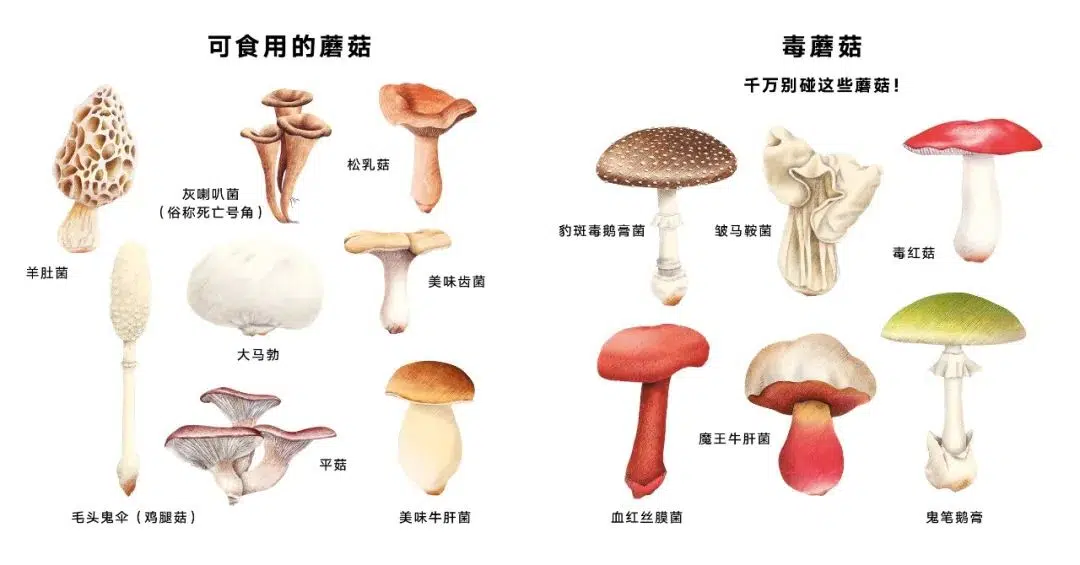 可食用的蘑菇
羊肚菌
灰喇叭菌
（俗称死亡号角）
松乳菇
大马勃
美味齿菌
毛头鬼伞（鸡腿菇）
平菇
美味牛肝菌
毒蘑菇
千万别碰这些蘑菇！
豹斑毒鹅膏菌
皱马鞍菌
毒红菇
血红丝膜菌
魔王牛肝菌
鬼笔鹅膏